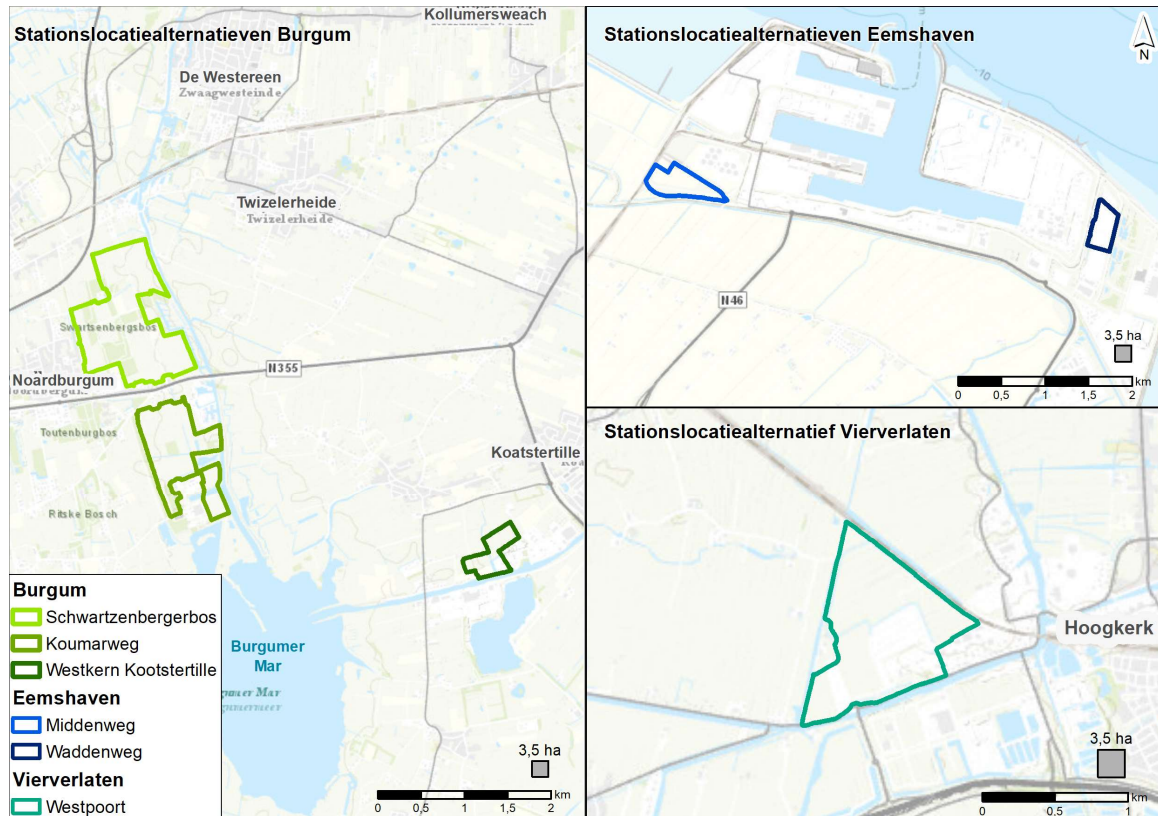 Stationslocatiealternatieven Burgum
Kollumersweach
De Westereen
Zwaagwesteinde
Twizelerheide
Twizelerheide
Swartsenbergsbos
N355
Noardburgum
Toutenburgbos
Koatstertille
Ritske Bosch
Burgumer
Mar
Burgum
Schwartzenbergerbos
Koumarweg
Westkern Kootstertille
Eemshaven
Middenweg
Waddenweg
Vierverlaten
Westpoort
3,5 ha
km
0 0,5 1 1,5 2
Stationslocatiealternatieven Eemshaven
N
-10
N46
3,5 ha
km
0 0,5 1 1,5 2
Stationslocatiealternatief Vierverlaten
Hoogkerk
3,5 ha
km
0 0,5 1